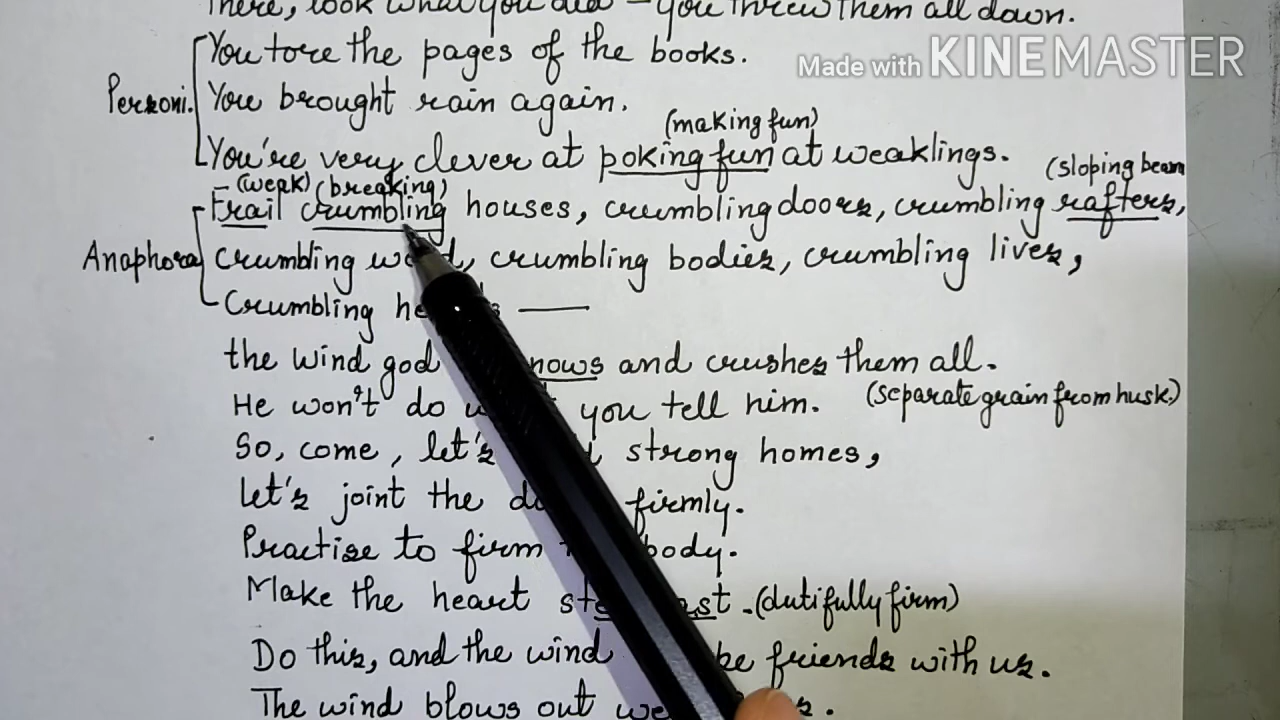 There, look what you did - you threw them all down.
You tore the pages of the books.
Made with KINEMASTER
Personi. You brought rain again.
(making fun)
You're very clever at poking fun at weaklings.
(sloping beam
(weak) (breaking)
Frail crumbling houses, crumbling doors, crumbling rafters,
Anaphora crumbling, crumbling bodies, crumbling lives,
Crumbling
the wind god and crushes them all.
He won't do you tell him. (separate grain from husk.)
So, come, let's strong homes,
Let's joint the firmly.
Practise to firm body.
Make the heart. (dutifully firm)
Do this, and the wind be friends with us.
The wind blows out